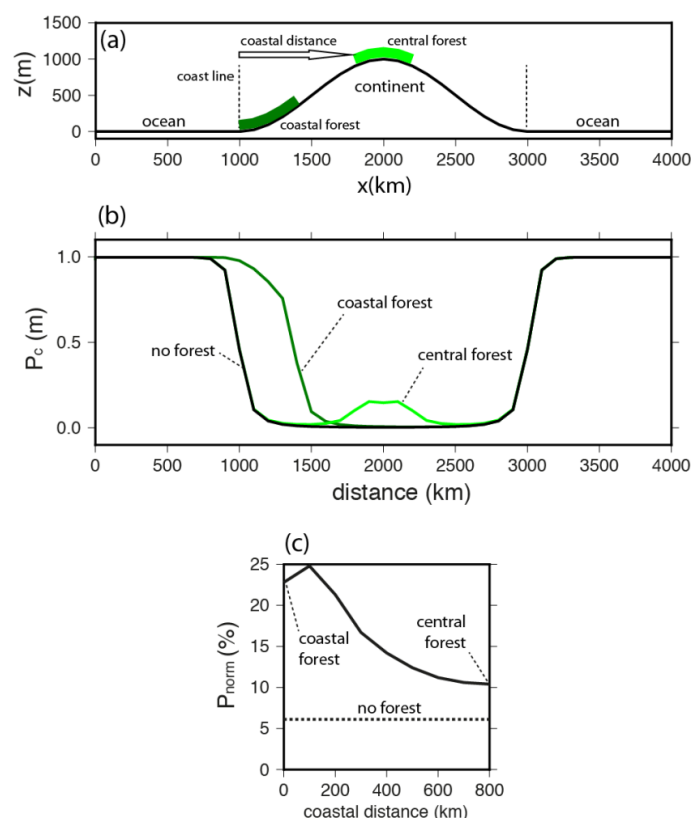 (a)
1500
1000
500
0
z(m)
coastal distance
central forest
coast line
continent
ocean
coastal forest
ocean
0 500 1000 1500 2000 2500 3000 3500 4000
x(km)
(b)
1.0
0.5
0.0
Pc (m)
no forest
coastal forest
central forest
0 500 1000 1500 2000 2500 3000 3500 4000
distance (km)
(c)
25
20
15
10
5
0
Pnorm (%)
coastal
forest
central
forest
no forest
0 200 400 600 800
coastal distance (km)